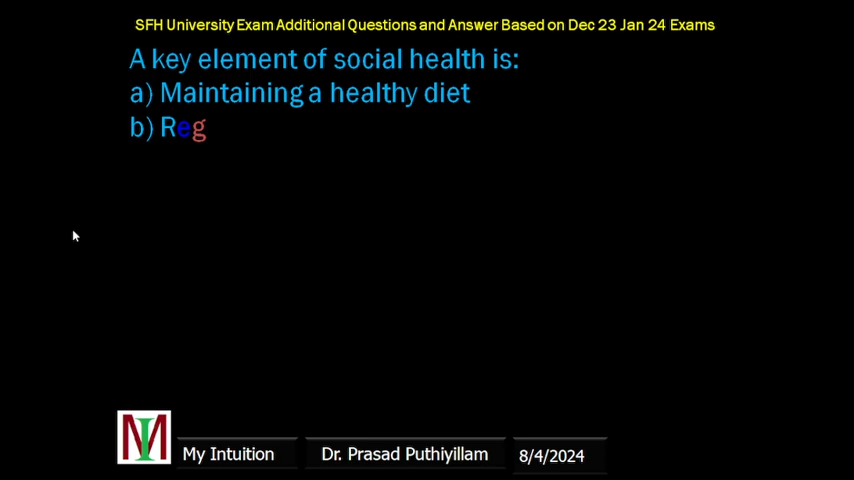 SFH University Exam Additional Questions and Answer Based on Dec 23 Jan 24 Exams
A key element of social health is:
a) Maintaining a healthy diet
b) Reg
MI
My Intuition
Dr. Prasad Puthiyillam
8/4/2024